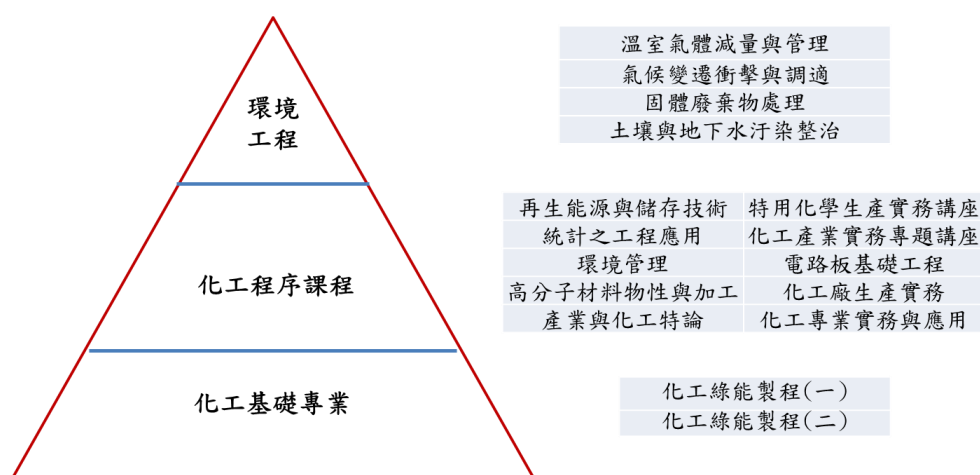 環境
工程
溫室氣體減量與管理
氣候變遷衝擊與調適
固體廢棄物處理
土壤與地下水汙染整治
化工程序課程
再生能源與儲存技術 特用化學生產實務講座
統計之工程應用 化工產業實務專題講座
環境管理 電路板基礎工程
高分子材料物性與加工 化工廠生產實務
產業與化工特論 化工專業實務與應用
化工基礎專業
化工綠能製程(一)
化工綠能製程(二)